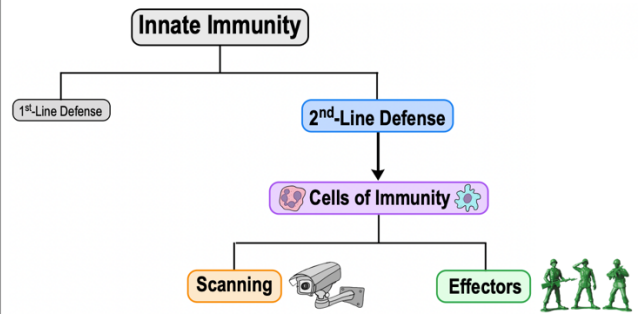 Innate Immunity
1st-Line Defense
2nd-Line Defense
Cells of Immunity
Scanning
Effectors